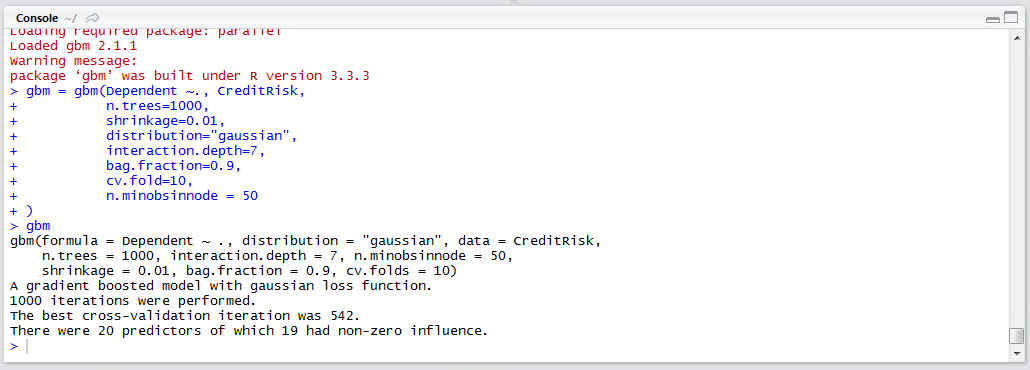 Console ~/
Loading required package: parallel
Loaded gbm 2.1.1
Warning message:
package ‘gbm’ was built under R version 3.3.3
> gbm = gbm(Dependent ~., CreditRisk,
+           n.trees=1000,
+           shrinkage=0.01,
+           distribution="gaussian",
+           interaction.depth=7,
+           bag.fraction=0.9,
+           cv.fold=10,
+           n.minobsinnode = 50
+ )
> gbm
gbm(formula = Dependent ~ ., distribution = "gaussian", data = CreditRisk,
    n.trees = 1000, interaction.depth = 7, n.minobsinnode = 50,
    shrinkage = 0.01, bag.fraction = 0.9, cv.folds = 10)
A gradient boosted model with gaussian loss function.
1000 iterations were performed.
The best cross-validation iteration was 542.
There were 20 predictors of which 19 had non-zero influence.
>